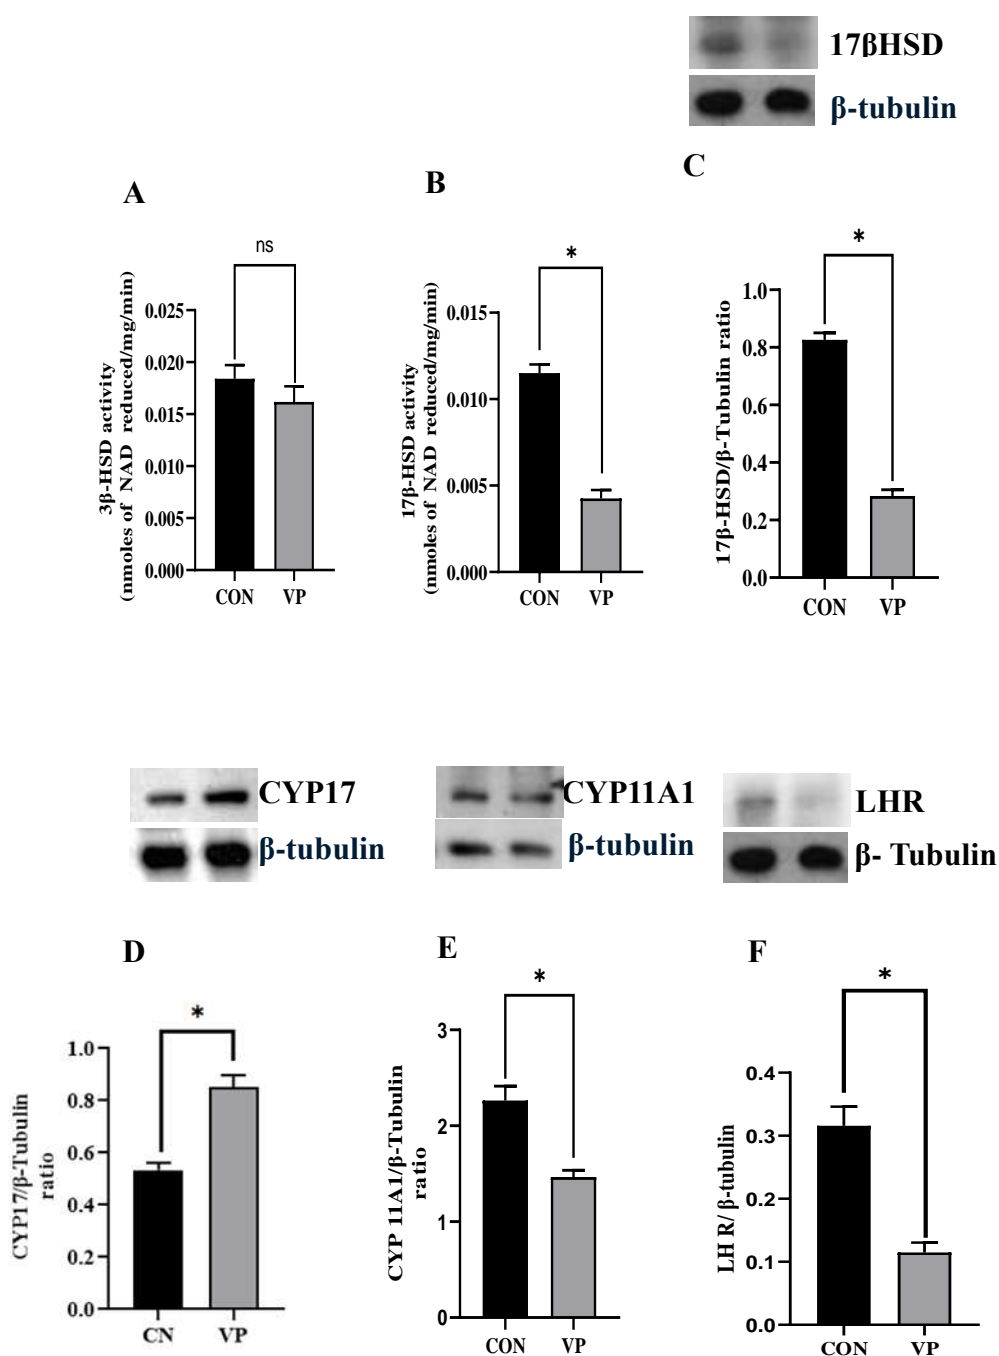 17βHSD
β-tubulin
A
B
C
ns
*
*
3β-HSD activity
(nmoles of NAD reduced/mg/min)
0.025
0.020
0.015
0.010
0.005
0.000
CON VP
17β-HSD activity
(nmoles of NAD reduced/mg/min)
0.015
0.010
0.005
0.000
CON VP
17β-HSD/β-Tubulin ratio
1.0
0.8
0.6
0.4
0.2
0.0
CON VP
CYP17
β-tubulin
CYP11A1
β-tubulin
LHR
β- Tubulin
D
E
F
*
*
*
CYP17/β-Tubulin
ratio
1.0
0.8
0.6
0.4
0.2
0.0
CN VP
CYP 11A1/β-Tubulin
ratio
3
2
1
0
CON VP
LH R/ β-tubulin
0.4
0.3
0.2
0.1
0.0
CON VP